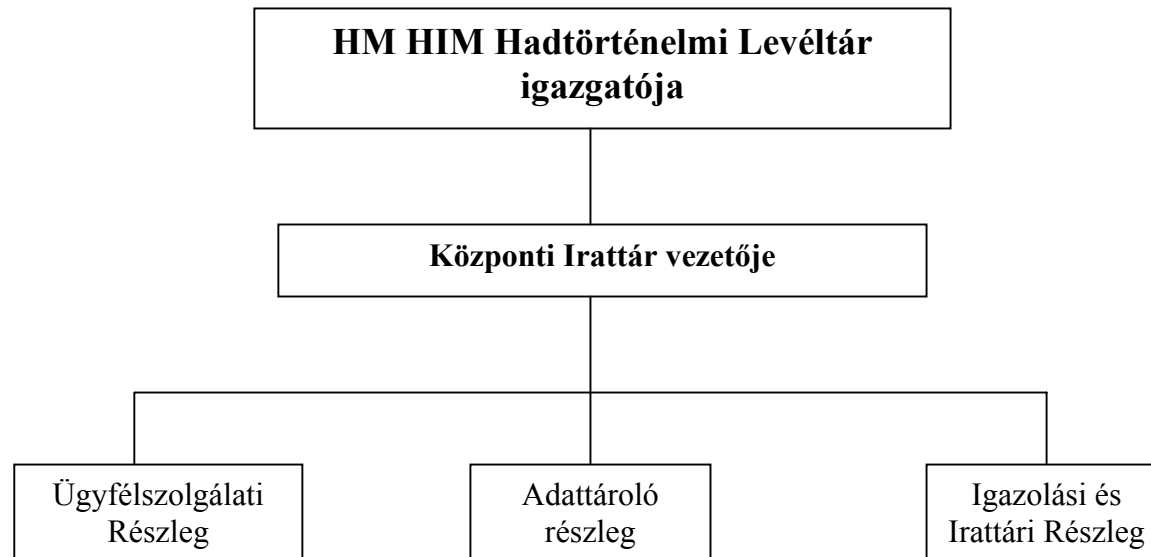 HM HIM Hadtörténelmi Levéltár
igazgatója
Központi Irattár vezetője
Ügyfélszolgálati
Részleg
Adattároló
részleg
Igazolási és
Irattári Részleg